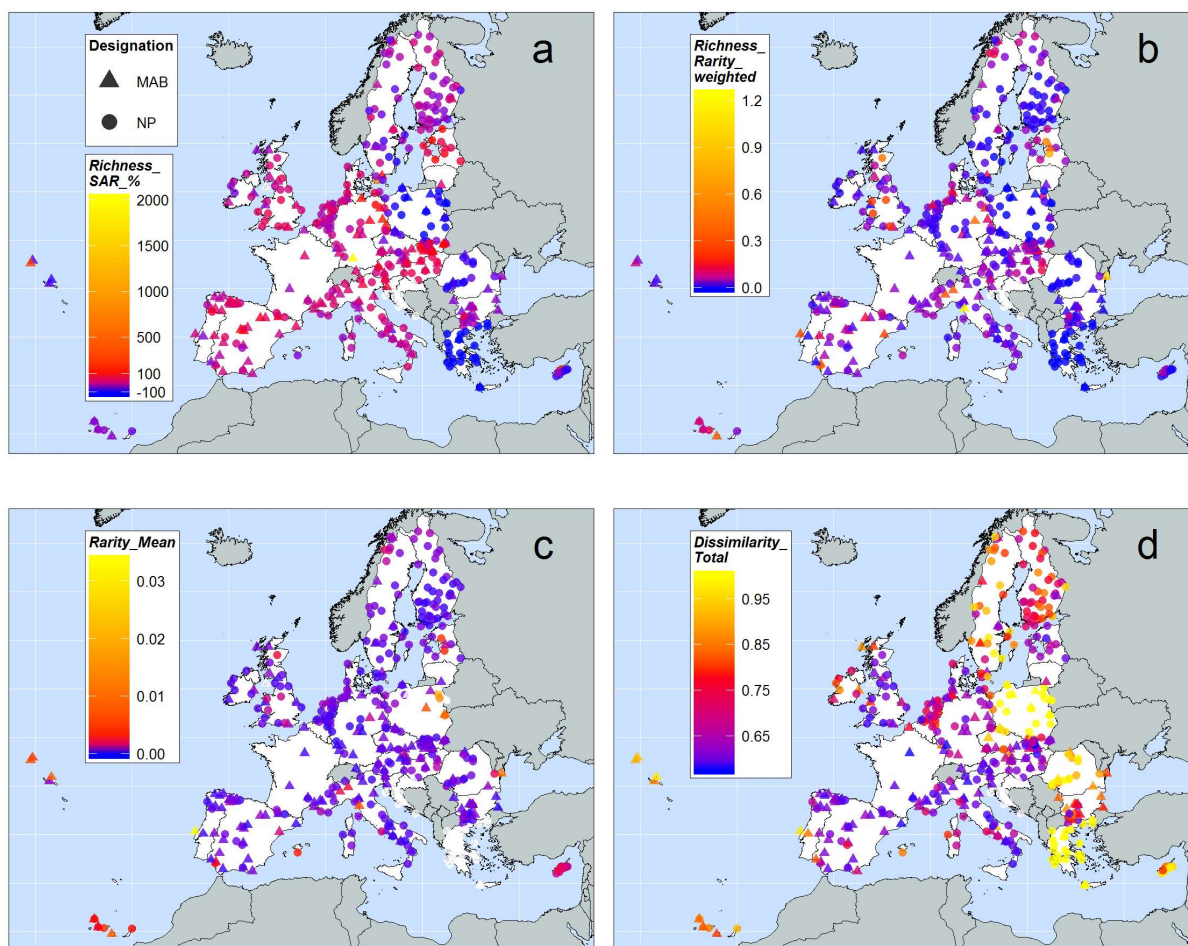 Designation
MAB
NP
Richness_
SAR_%
2000
1500
1000
500
100
-100
a
Richness_
Rarity_
weighted
1.2
0.9
0.6
0.3
0.0
b
Rarity_Mean
0.03
0.02
0.01
0.00
c
Dissimilarity_
Total
0.95
0.85
0.75
0.65
d